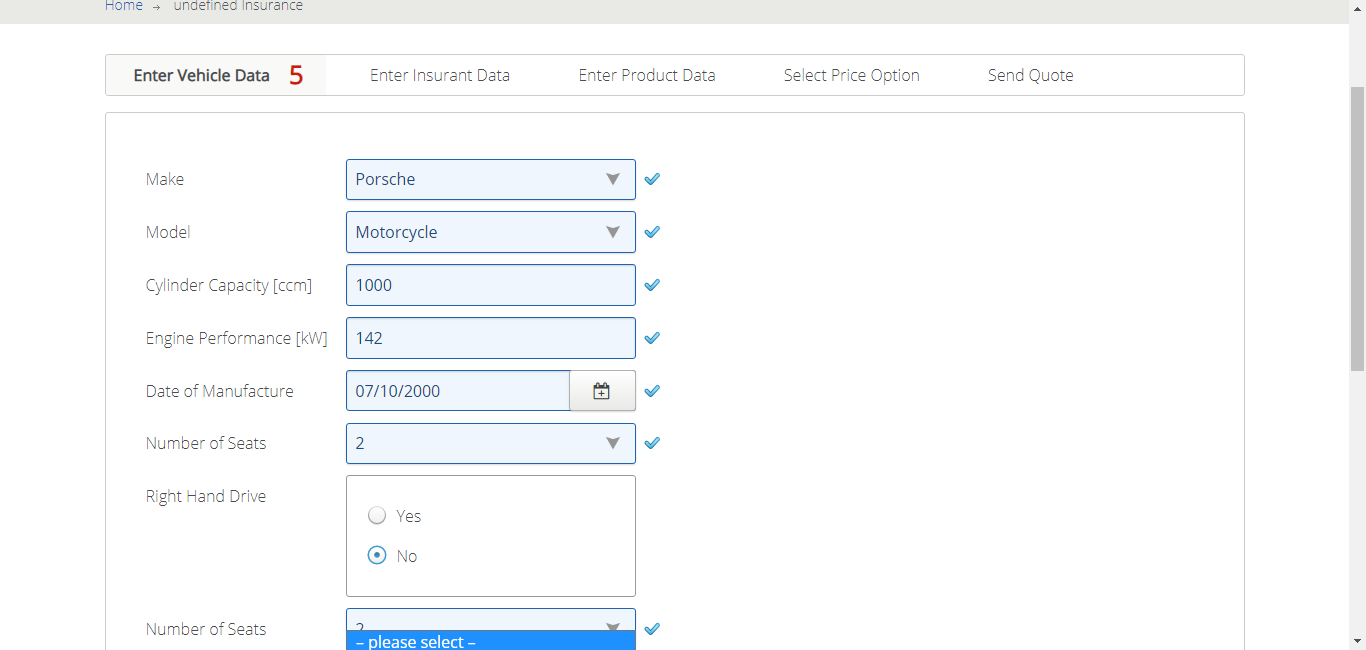 Home → undefined Insurance
Enter Vehicle Data 5 Enter Insurant Data Enter Product Data Select Price Option Send Quote
Make Porsche
Model Motorcycle
Cylinder Capacity [ccm] 1000
Engine Performance [kW] 142
Date of Manufacture 07/10/2000
Number of Seats 2
Right Hand Drive
Yes
No
Number of Seats 2
– please select –